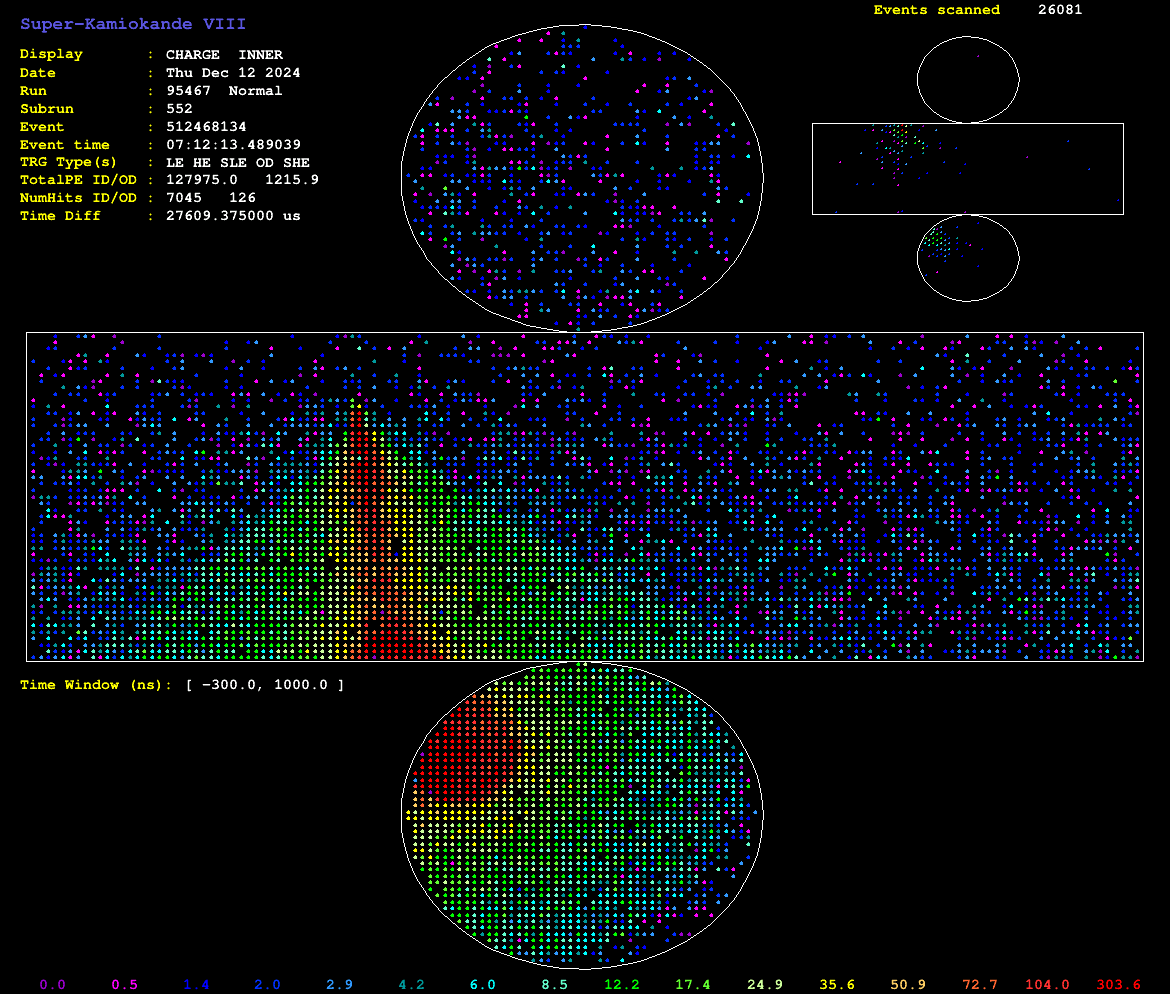 Super-Kamiokande VIII
Events scanned 26081
Display : CHARGE INNER
Date : Thu Dec 12 2024
Run : 95467 Normal
Subrun : 552
Event : 512468134
Event time : 07:12:13.489039
TRG Type(s) : LE HE SLE OD SHE
TotalPE ID/OD : 127975.0 1215.9
NumHits ID/OD : 7045 126
Time Diff : 27609.375000 us
Time Window (ns): [ -300.0, 1000.0 ]
0.0 0.5 1.4 2.0 2.9 4.2 6.0 8.5 12.2 17.4 24.9 35.6 50.9 72.7 104.0 303.6